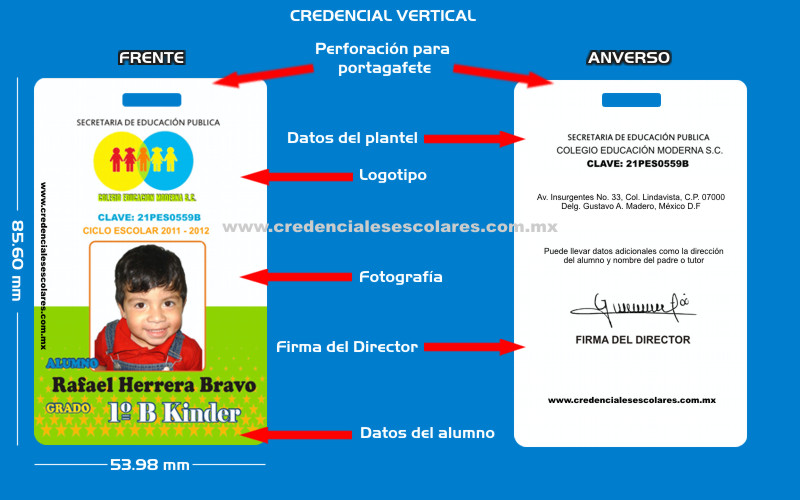 CREDENCIAL VERTICAL
FRENTE
Perforación para
portagafete
ANVERSO
SECRETARIA DE EDUCACIÓN PUBLICA
COLEGIO EDUCACION MODERNA S.C.
CLAVE: 21PES0559B
CICLO ESCOLAR 2011 - 2012
www.credencialesescolares.com.mx
ALUMNO
Rafael Herrera Bravo
GRADO
1º B Kinder
85.60 mm
53.98 mm
Datos del plantel
Logotipo
www.credencialesescolares.com.mx
Fotografía
Firma del Director
Datos del alumno
SECRETARIA DE EDUCACIÓN PUBLICA
COLEGIO EDUCACIÓN MODERNA S.C.
CLAVE: 21PES0559B
Av. Insurgentes No. 33, Col. Lindavista, C.P. 07000
Delg. Gustavo A. Madero, México D.F
Puede llevar datos adicionales como la dirección
del alumno y nombre del padre o tutor
FIRMA DEL DIRECTOR
www.credencialesescolares.com.mx